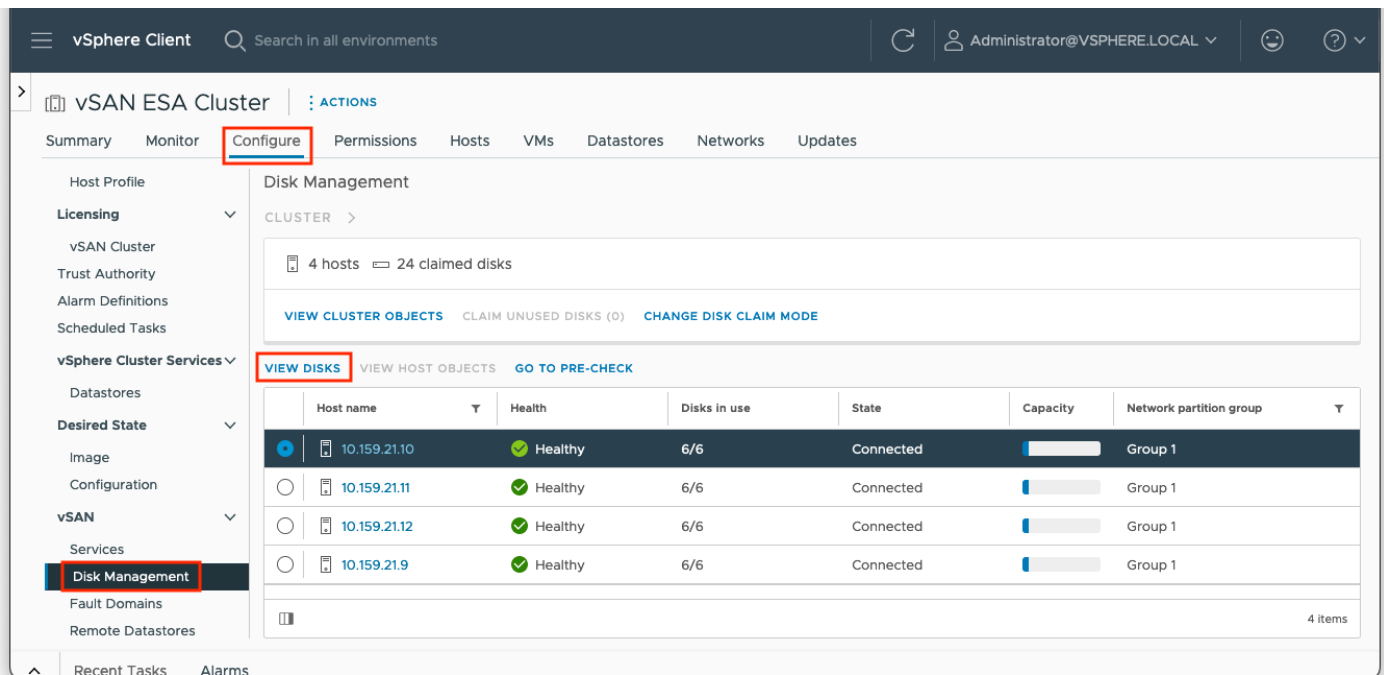 vSphere Client Search in all environments Administrator@VSPHERE.LOCAL
vSAN ESA Cluster ACTIONS
Summary Monitor Configure Permissions Hosts VMs Datastores Networks Updates
Host Profile
Licensing
vSAN Cluster
Trust Authority
Alarm Definitions
Scheduled Tasks
vSphere Cluster Services
Datastores
Desired State
Image
Configuration
vSAN
Services
Disk Management
Fault Domains
Remote Datastores
Disk Management
CLUSTER
4 hosts 24 claimed disks
VIEW CLUSTER OBJECTS CLAIM UNUSED DISKS (0) CHANGE DISK CLAIM MODE
VIEW DISKS VIEW HOST OBJECTS GO TO PRE-CHECK
Host name Health Disks in use State Capacity Network partition group
10.159.21.10 Healthy 6/6 Connected Group 1
10.159.21.11 Healthy 6/6 Connected Group 1
10.159.21.12 Healthy 6/6 Connected Group 1
10.159.21.9 Healthy 6/6 Connected Group 1
4 items
Recent Tasks Alarms